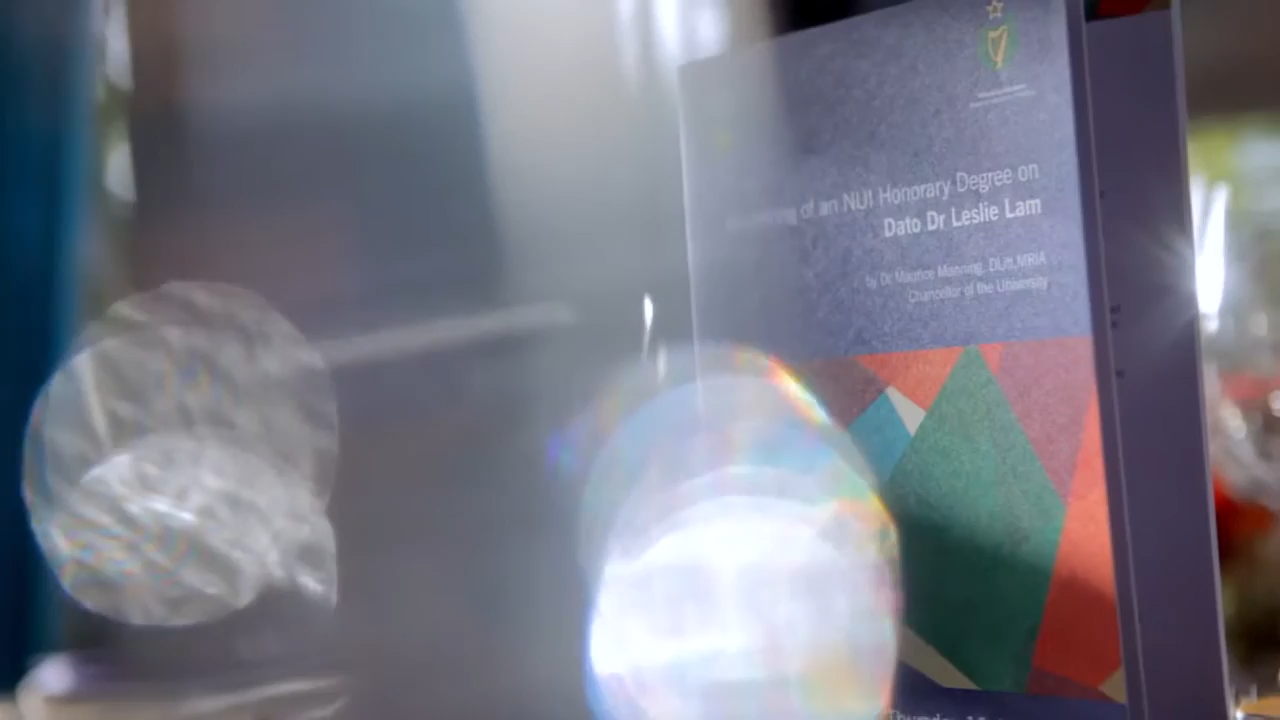 of an NUI Honorary Degree on
Dato Dr Leslie Lam
by Dr Maurice Manning, DLitt, MRIA
Chancellor of the University
Thursday